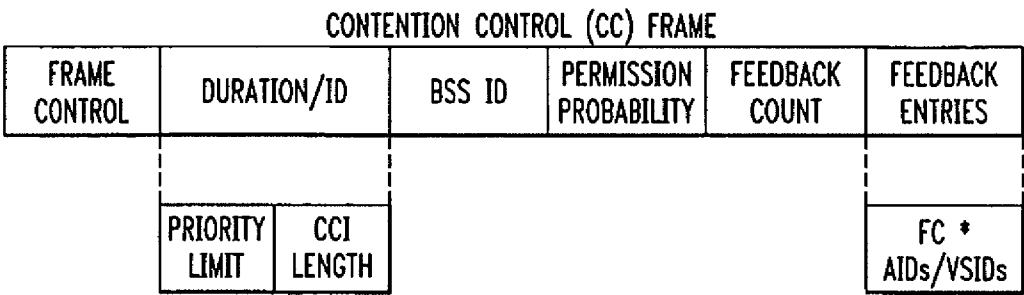 CONTENTION CONTROL (CC) FRAME
FRAME CONTROL
DURATION/ID
BSS ID
PERMISSION PROBABILITY
FEEDBACK COUNT
FEEDBACK ENTRIES
PRIORITY LIMIT
CCI LENGTH
FC *
AIDs/VSIDs